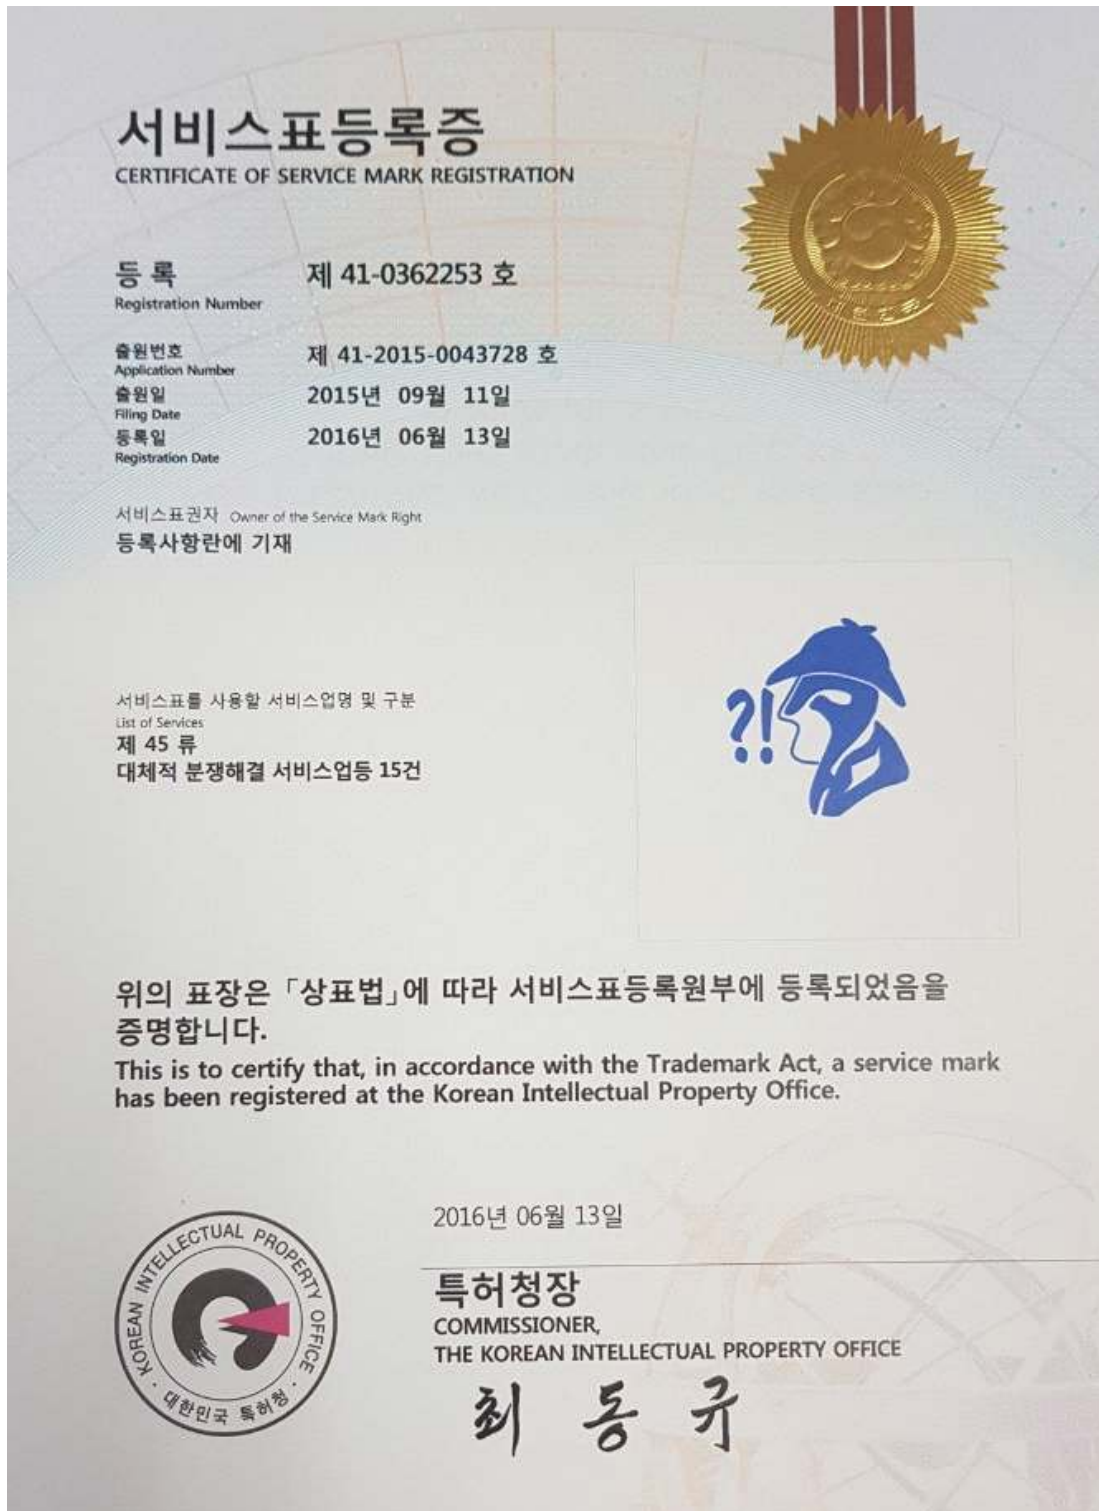 서비스표등록증
CERTIFICATE OF SERVICE MARK REGISTRATION
등 록 제 41-0362253 호
Registration Number
출원번호 제 41-2015-0043728 호
Application Number
출원일 2015년 09월 11일
Filing Date
등록일 2016년 06월 13일
Registration Date
서비스표권자 Owner of the Service Mark Right
등록사항란에 기재
서비스표를 사용할 서비스업명 및 구분
List of Services
제 45 류
대체적 분쟁해결 서비스업등 15건
?!
위의 표장은 「상표법」에 따라 서비스표등록원부에 등록되었음을
증명합니다.
This is to certify that, in accordance with the Trademark Act, a service mark
has been registered at the Korean Intellectual Property Office.
2016년 06월 13일
특허청장
COMMISSIONER,
THE KOREAN INTELLECTUAL PROPERTY OFFICE
최 동 규
KOREAN INTELLECTUAL PROPERTY OFFICE
대한민국 특허청